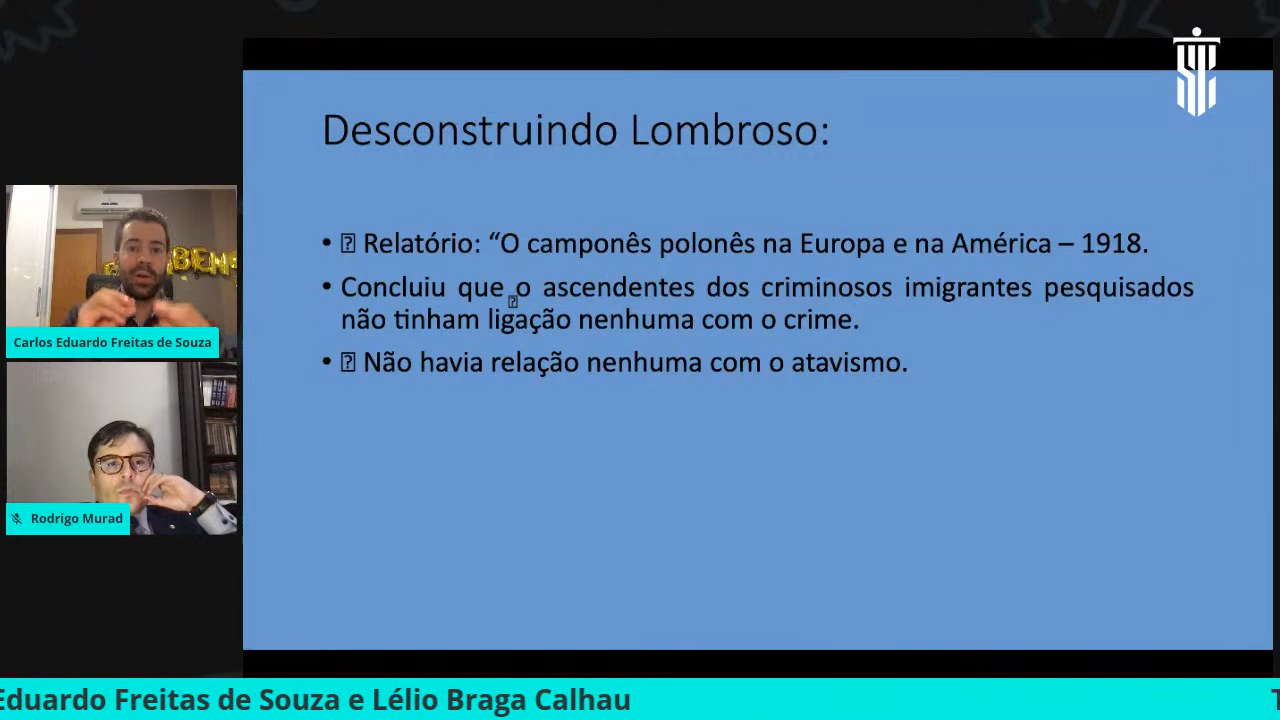 Desconstruindo Lombroso:
• Relatório: “O camponês polonês na Europa e na América – 1918.
• Concluiu que o ascendentes dos criminosos imigrantes pesquisados
não tinham ligação nenhuma com o crime.
• Não havia relação nenhuma com o atavismo.
Carlos Eduardo Freitas de Souza
Rodrigo Murad
Eduardo Freitas de Souza e Lélio Braga Calhau